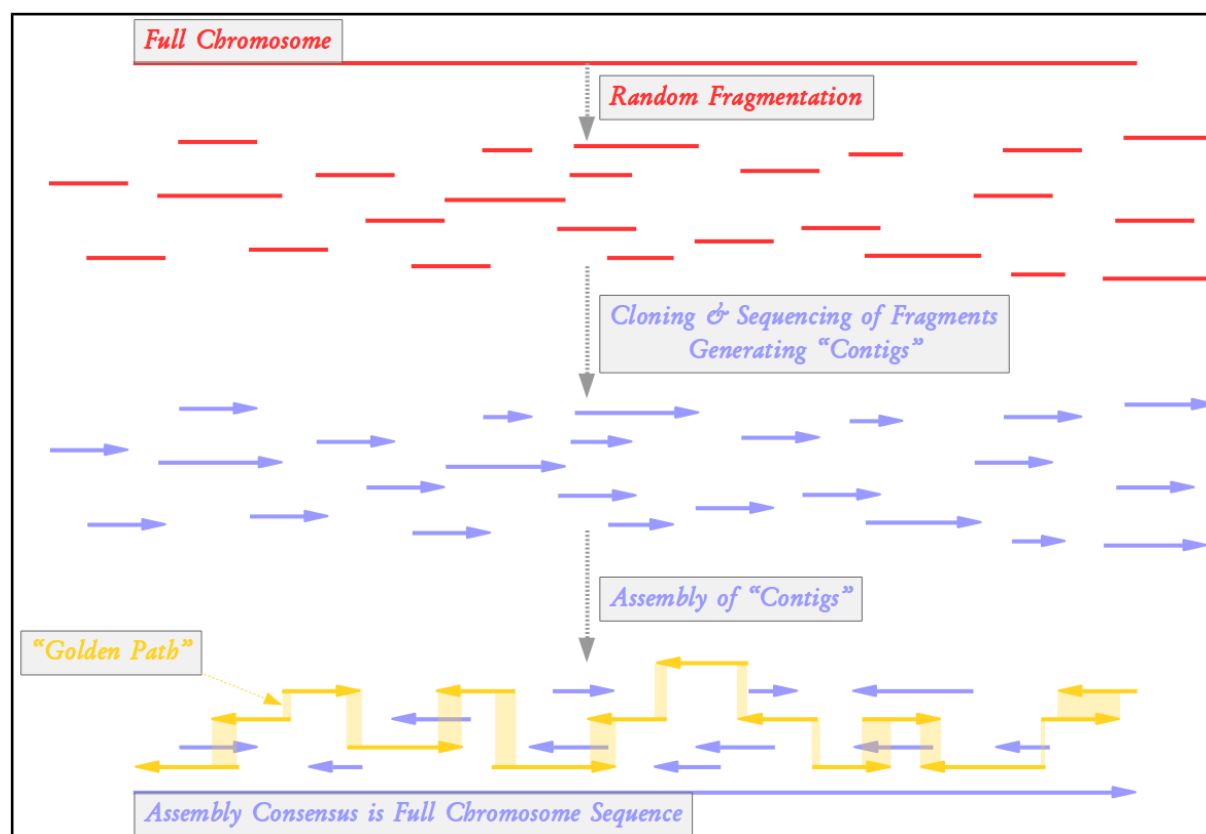 Full Chromosome
Random Fragmentation
Cloning & Sequencing of Fragments
Generating “Contigs”
Assembly of “Contigs”
“Golden Path”
Assembly Consensus is Full Chromosome Sequence